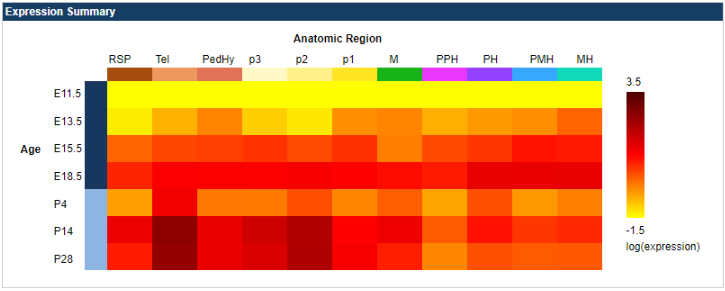 Expression Summary
Anatomic Region
RSP Tel PedHy p3 p2 p1 M PPH PH PMH MH
3.5
E11.5
E13.5
Age
E15.5
E18.5
P4
P14
P28
-1.5
log(expression)